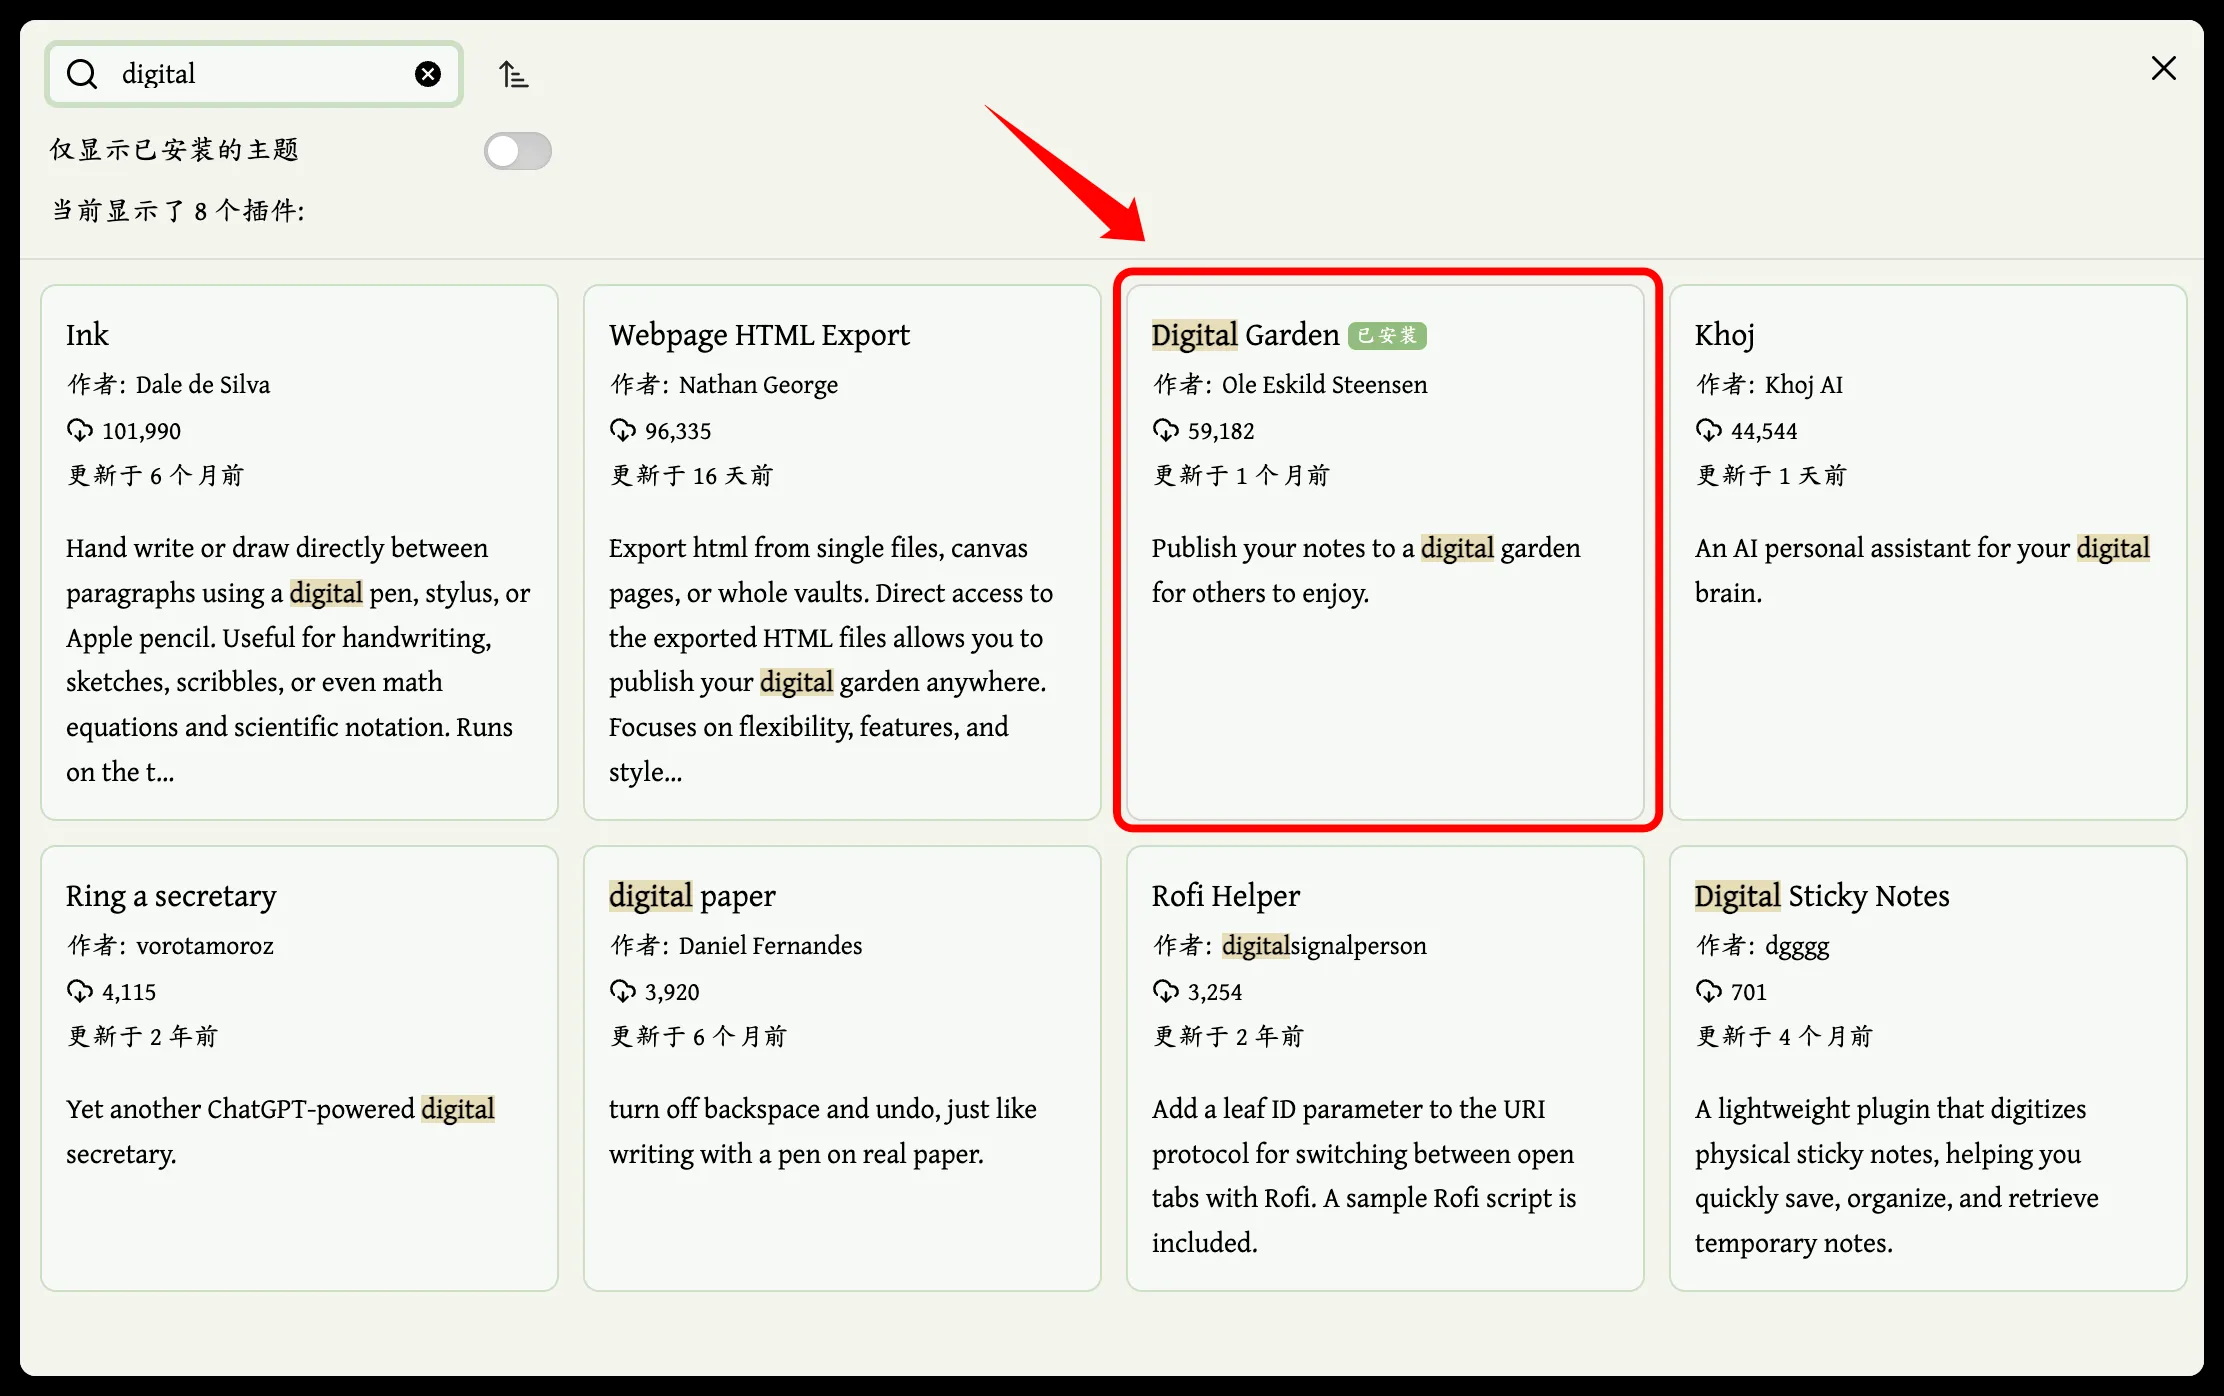 digital
仅显示已安装的主题
当前显示了 8 个插件:
Ink
作者: Dale de Silva
101,990
更新于 6 个月前
Hand write or draw directly between
paragraphs using a digital pen, stylus, or
Apple pencil. Useful for handwriting,
sketches, scribbles, or even math
equations and scientific notation. Runs
on the t...
Webpage HTML Export
作者: Nathan George
96,335
更新于 16 天前
Export html from single files, canvas
pages, or whole vaults. Direct access to
the exported HTML files allows you to
publish your digital garden anywhere.
Focuses on flexibility, features, and
style...
Digital Garden 已安装
作者: Ole Eskild Steensen
59,182
更新于 1 个月前
Publish your notes to a digital garden
for others to enjoy.
Khoj
作者: Khoj AI
44,544
更新于 1 天前
An AI personal assistant for your digital
brain.
Ring a secretary
作者: vorotamoroz
4,115
更新于 2 年前
Yet another ChatGPT-powered digital
secretary.
digital paper
作者: Daniel Fernandes
3,920
更新于 6 个月前
turn off backspace and undo, just like
writing with a pen on real paper.
Rofi Helper
作者: digitalsignalperson
3,254
更新于 2 年前
Add a leaf ID parameter to the URI
protocol for switching between open
tabs with Rofi. A sample Rofi script is
included.
Digital Sticky Notes
作者: dgggg
701
更新于 4 个月前
A lightweight plugin that digitizes
physical sticky notes, helping you
quickly save, organize, and retrieve
temporary notes.